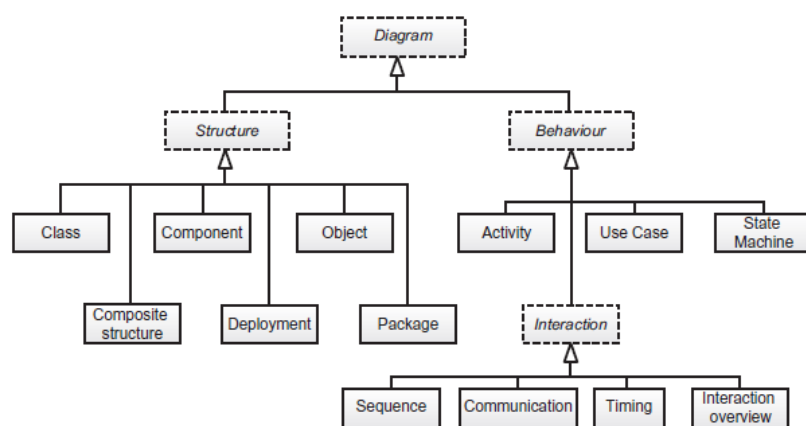 Diagram
Structure
Behaviour
Class
Component
Object
Activity
Use Case
State
Machine
Composite
structure
Deployment
Package
Interaction
Sequence
Communication
Timing
Interaction
overview